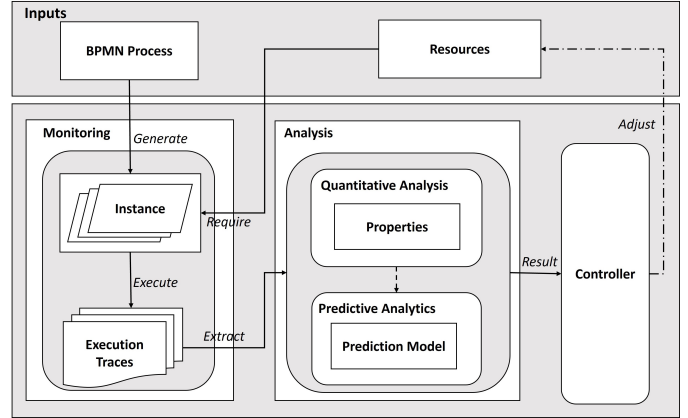 Inputs
BPMN Process
Resources
Adjust
Monitoring
Analysis
Generate
Quantitative Analysis
Instance
Properties
Require
Result
Controller
Execute
Predictive Analytics
Extract
Prediction Model
Execution
Traces